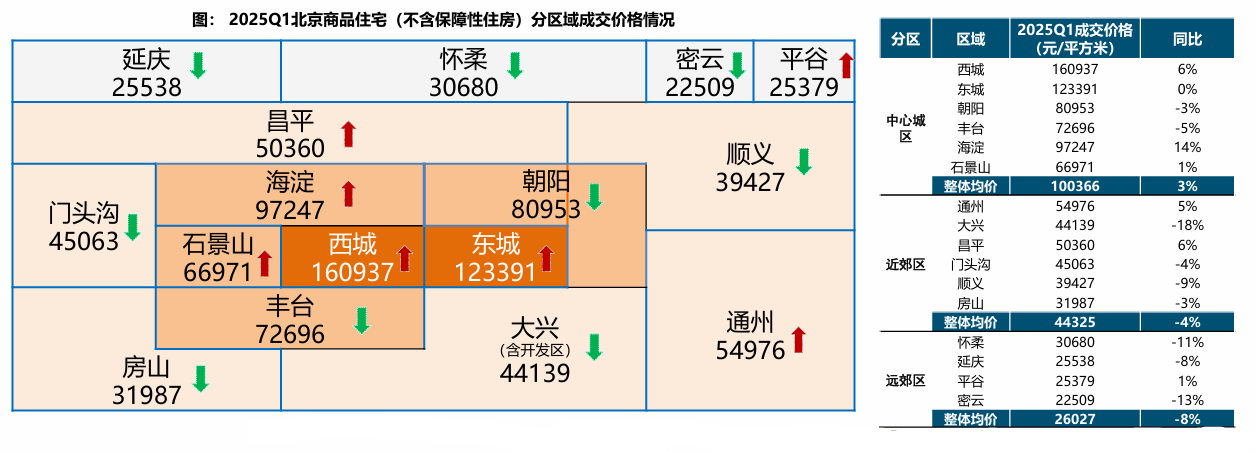 图： 2025Q1北京商品住宅（不含保障性住房）分区域成交价格情况
延庆
25538
怀柔
30680
密云
22509
平谷
25379
昌平
50360
顺义
39427
海淀
97247
朝阳
80953
门头沟
45063
石景山
66971
西城
160937
东城
123391
丰台
72696
大兴
(含开发区)
44139
通州
54976
房山
31987
分区 区域 2025Q1成交价格（元/平方米） 同比
中心城区
西城 160937 6%
东城 123391 0%
朝阳 80953 -3%
丰台 72696 -5%
海淀 97247 14%
石景山 66971 1%
整体均价 100366 3%
近郊区
通州 54976 5%
大兴 44139 -18%
昌平 50360 6%
门头沟 45063 -4%
顺义 39427 -9%
房山 31987 -3%
整体均价 44325 -4%
远郊区
怀柔 30680 -11%
延庆 25538 -8%
平谷 25379 1%
密云 22509 -13%
整体均价 26027 -8%